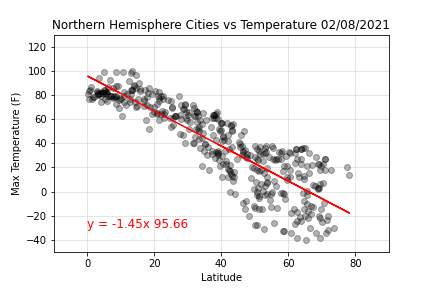 Northern Hemisphere Cities vs Temperature 02/08/2021
Max Temperature (F)
120
100
80
60
40
20
0
−20
−40
y = -1.45x 95.66
0 20 40 60 80
Latitude